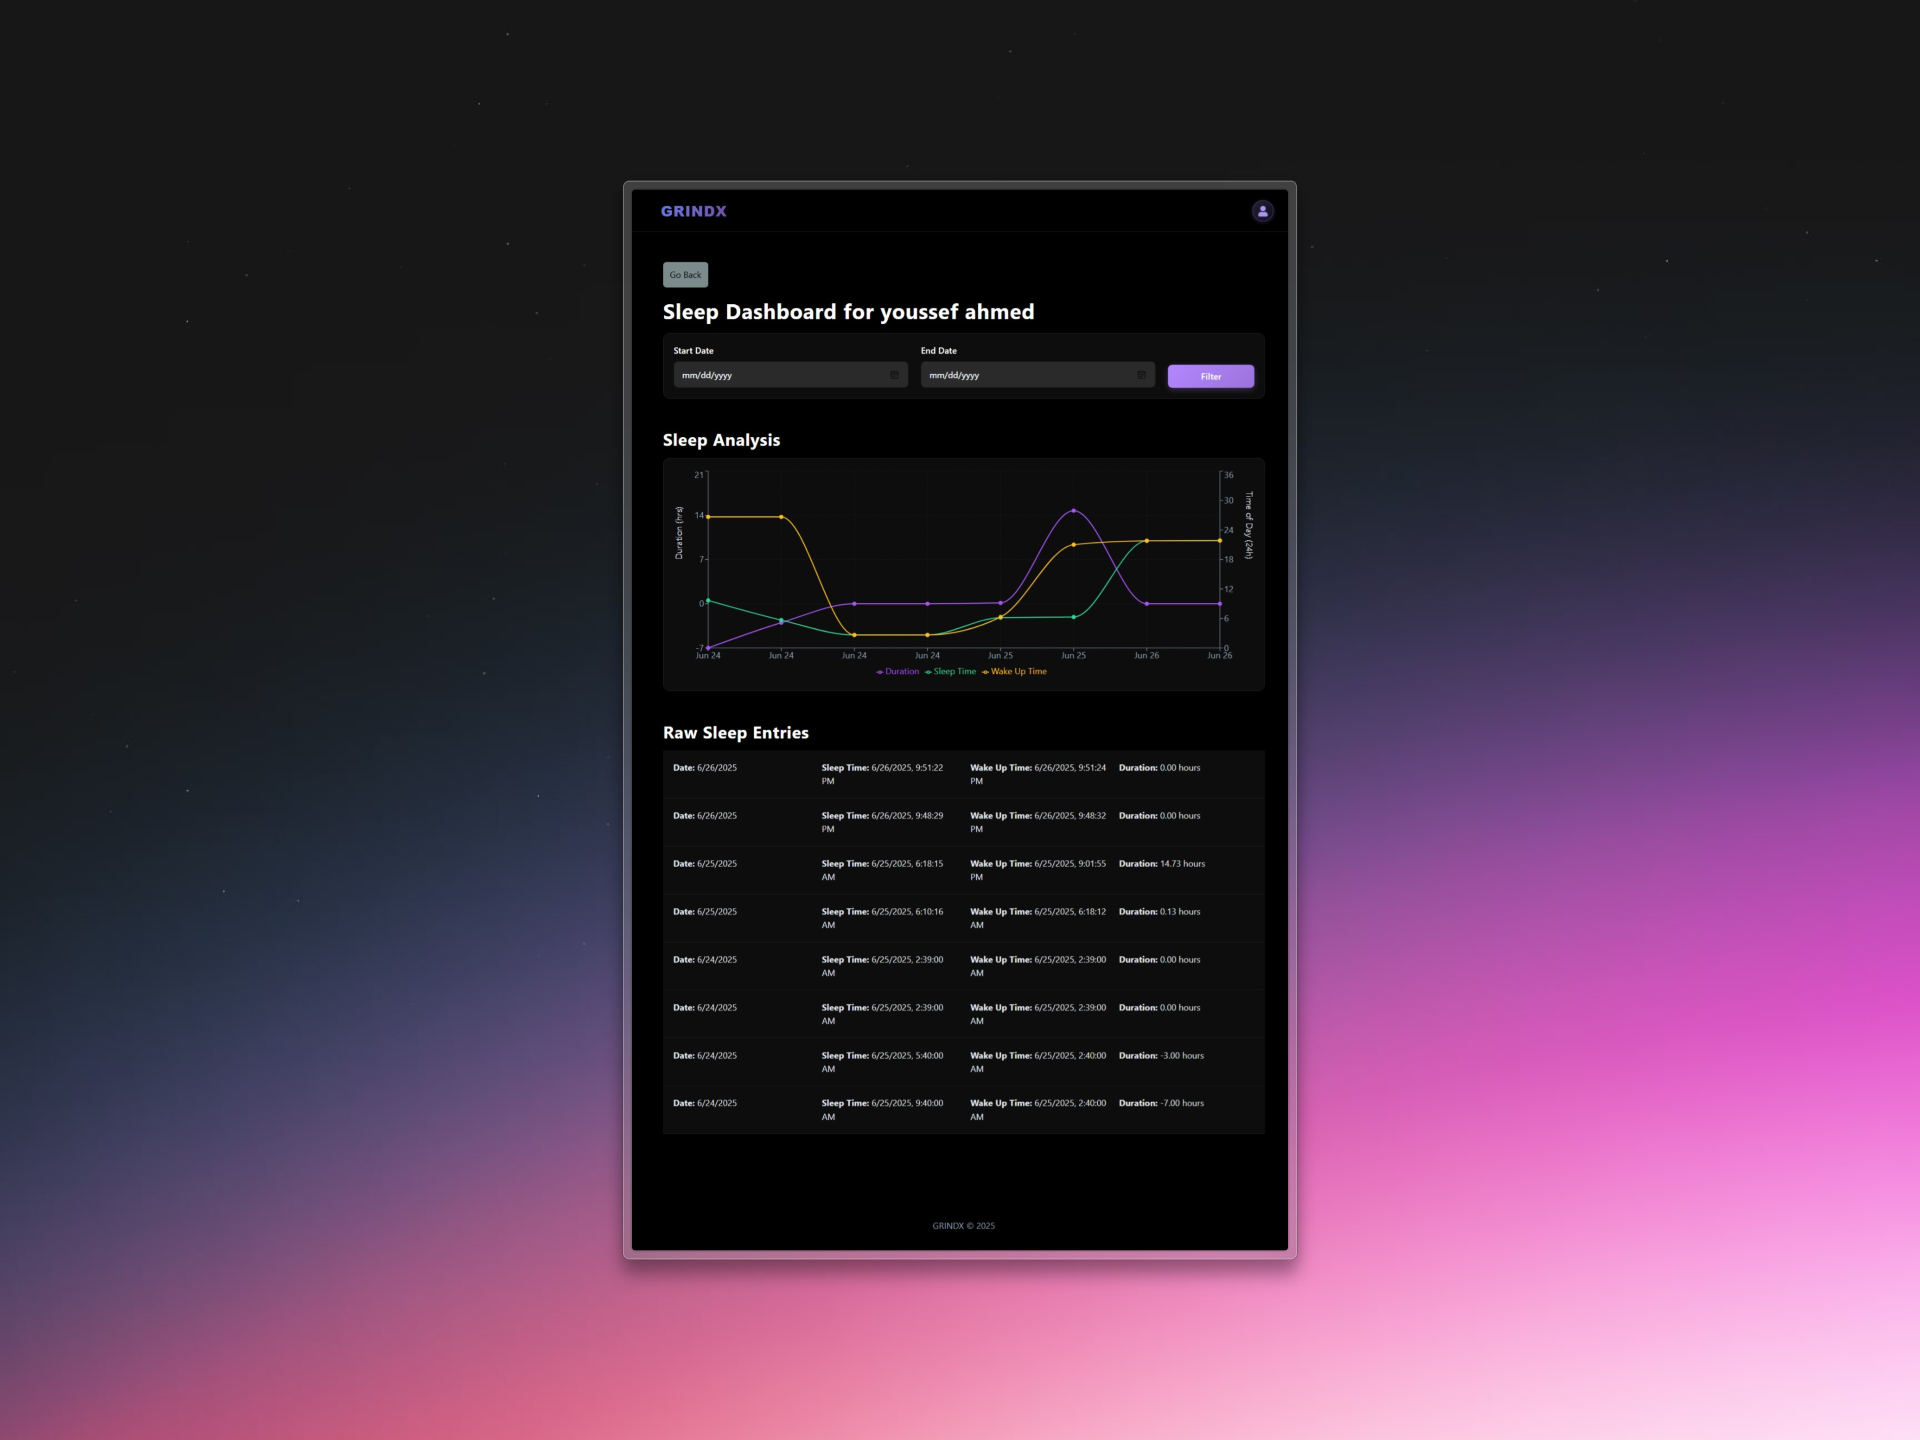 GRINDX
Go Back
Sleep Dashboard for youssef ahmed
Start Date
End Date
mm/dd/yyyy
mm/dd/yyyy
Filter
Sleep Analysis
21
14
7
0
-7
Duration (hrs)
36
30
24
18
12
6
0
Time of Day (24h)
Jun 24 Jun 24 Jun 24 Jun 24 Jun 25 Jun 25 Jun 26 Jun 26
Duration Sleep Time Wake Up Time
Raw Sleep Entries
Date: 6/26/2025
Sleep Time: 6/26/2025, 9:51:22
PM
Wake Up Time: 6/26/2025, 9:51:24
PM
Duration: 0.00 hours
Date: 6/26/2025
Sleep Time: 6/26/2025, 9:48:29
PM
Wake Up Time: 6/26/2025, 9:48:32
PM
Duration: 0.00 hours
Date: 6/25/2025
Sleep Time: 6/25/2025, 6:18:15
AM
Wake Up Time: 6/25/2025, 9:01:55
PM
Duration: 14.73 hours
Date: 6/25/2025
Sleep Time: 6/25/2025, 6:10:16
AM
Wake Up Time: 6/25/2025, 6:18:12
AM
Duration: 0.13 hours
Date: 6/24/2025
Sleep Time: 6/25/2025, 2:39:00
AM
Wake Up Time: 6/25/2025, 2:39:00
AM
Duration: 0.00 hours
Date: 6/24/2025
Sleep Time: 6/25/2025, 2:39:00
AM
Wake Up Time: 6/25/2025, 2:39:00
AM
Duration: 0.00 hours
Date: 6/24/2025
Sleep Time: 6/25/2025, 5:40:00
AM
Wake Up Time: 6/25/2025, 2:40:00
AM
Duration: -3.00 hours
Date: 6/24/2025
Sleep Time: 6/25/2025, 9:40:00
AM
Wake Up Time: 6/25/2025, 2:40:00
AM
Duration: -7.00 hours
GRINDX © 2025